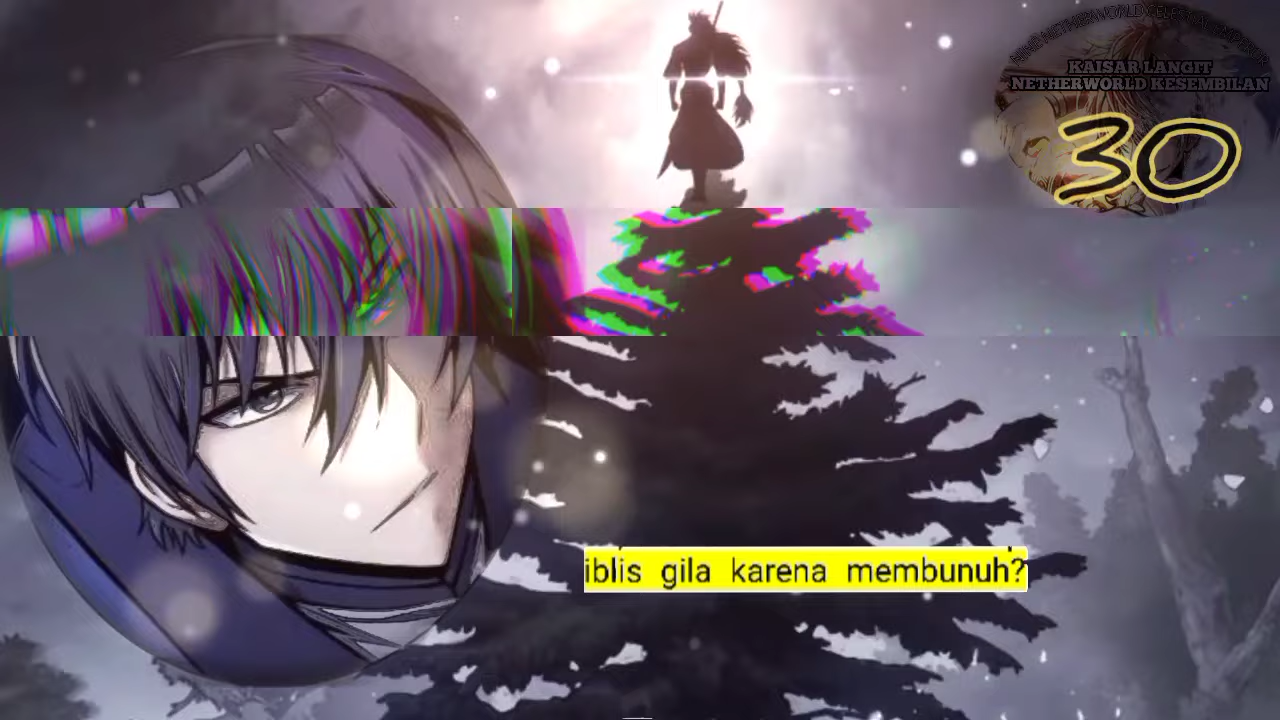 KAISAR LANGIT
NETHERWORLD KESEMBILAN
30
iblis gila karena membunuh?